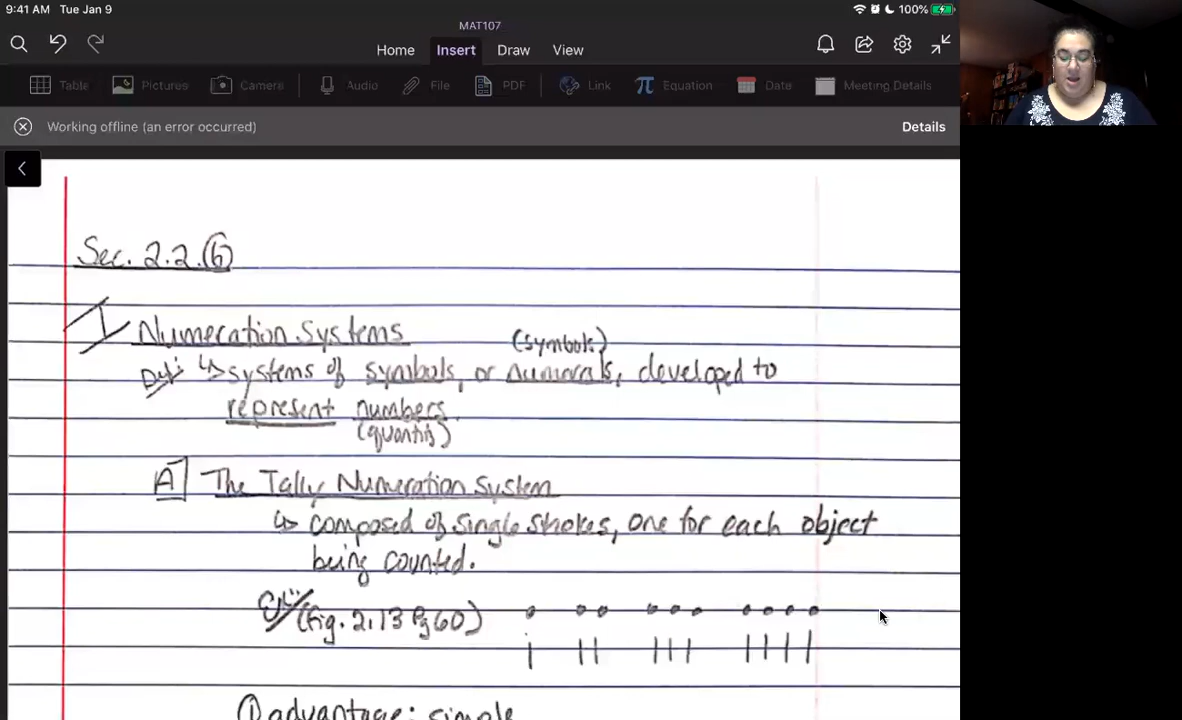 9:41 AM Tue Jan 9
100%
MAT107
Home Insert Draw View
Table Pictures Camera Audio File PDF Link Equation Date Meeting Details
Working offline (an error occurred)
Details
Sec. 2.2.(b)
I Numeration Systems
(symbols)
Def: ↳ systems of symbols, or numerals, developed to
represent numbers
(quantity)
A The Tally Numeration System
↳ composed of single strokes, one for each object
being counted.
(Fig. 2.13 Pg 60)
| || ||| ||||
① advantage: simple